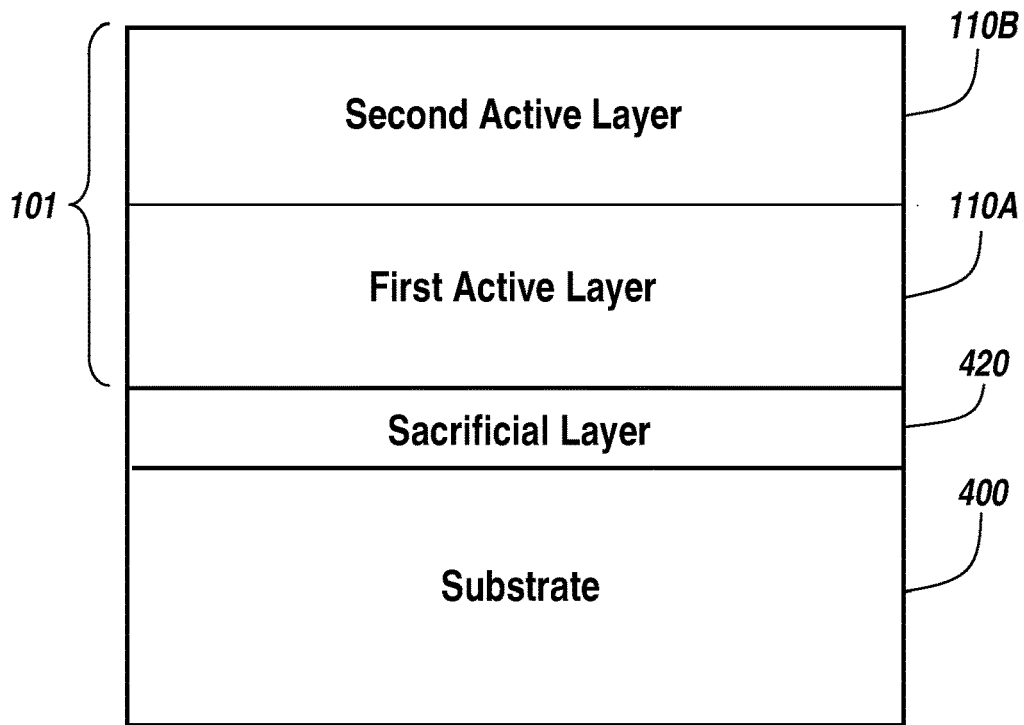 110B
Second Active Layer
101
110A
First Active Layer
420
Sacrificial Layer
400
Substrate